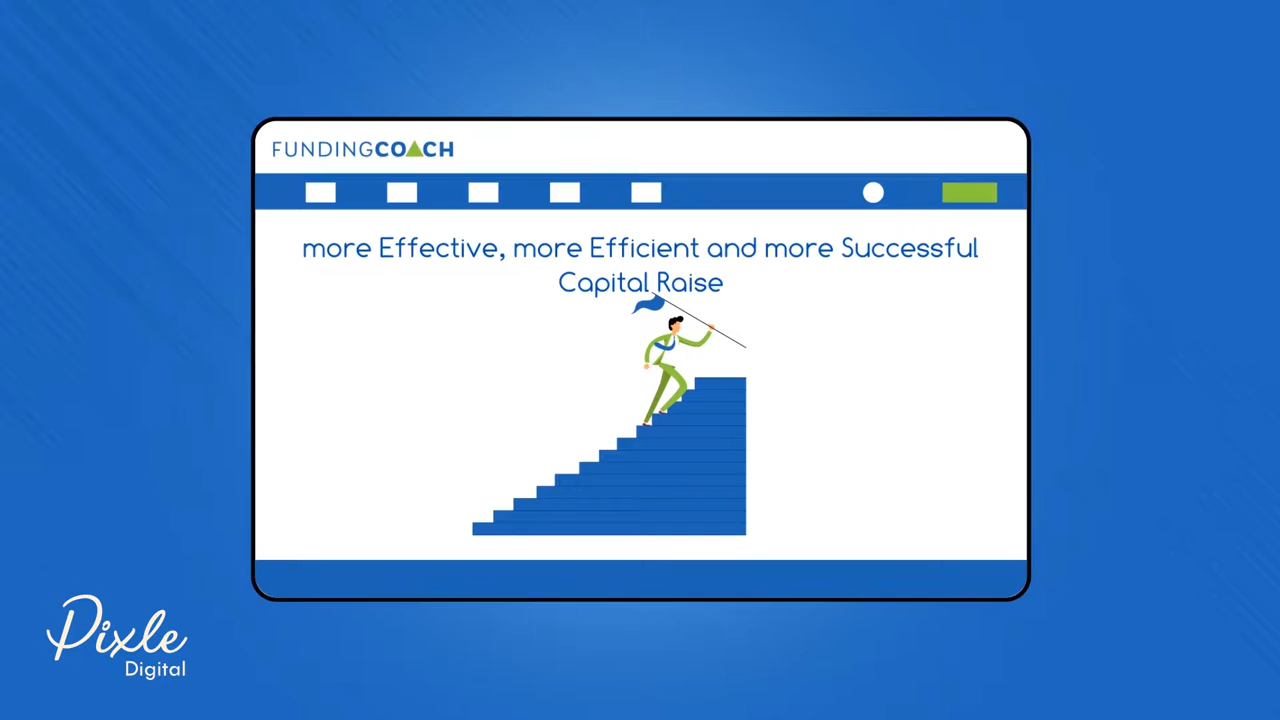 FUNDINGCOACH
more Effective, more Efficient and more Successful
Capital Raise
Pixle
Digital